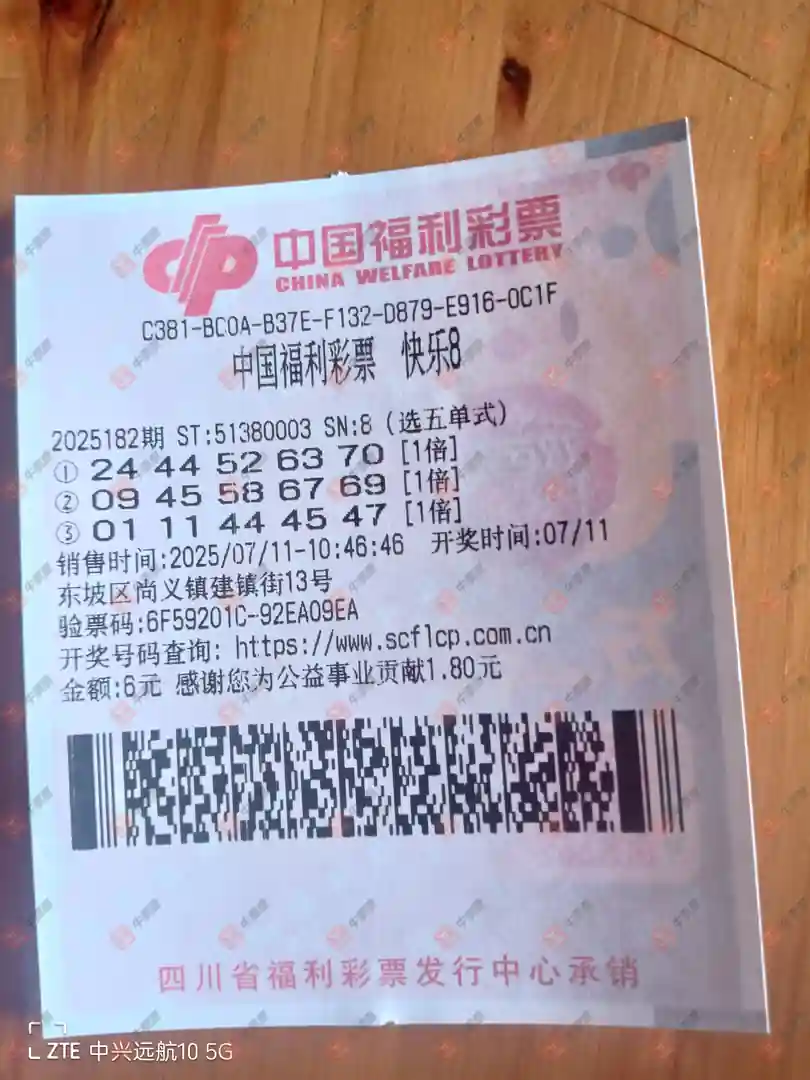 中国福利彩票
CHINA WELFARE LOTTERY
C381-BC0A-B37E-F132-D879-E916-0C1F
中国福利彩票 快乐8
2025182期 ST:51380003 SN:8 (选五单式)
① 24 44 52 63 70 [1倍]
② 09 45 58 67 69 [1倍]
③ 01 11 44 45 47 [1倍]
销售时间:2025/07/11-10:46:46 开奖时间:07/11
东坡区尚义镇建镇街13号
验票码:6F59201C-92EA09EA
开奖号码查询: https://www.scflcp.com.cn
金额:6元 感谢您为公益事业贡献1.80元
四川省福利彩票发行中心承销
ZTE 中兴远航10 5G